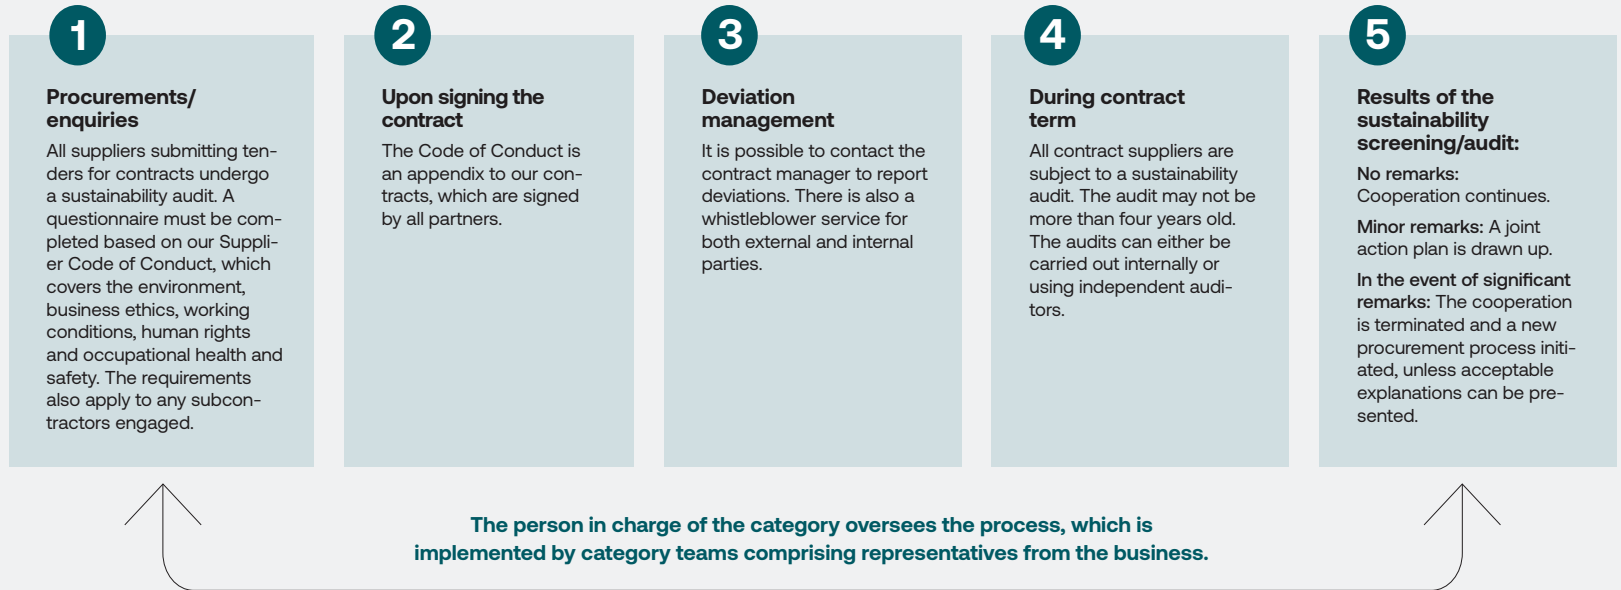 1
Procurements/
enquiries
All suppliers submitting ten-
ders for contracts undergo
a sustainability audit. A
questionnaire must be com-
pleted based on our Suppli-
er Code of Conduct, which
covers the environment,
business ethics, working
conditions, human rights
and occupational health and
safety. The requirements
also apply to any subcon-
tractors engaged.
2
Upon signing the
contract
The Code of Conduct is
an appendix to our con-
tracts, which are signed
by all partners.
3
Deviation
management
It is possible to contact the
contract manager to report
deviations. There is also a
whistleblower service for
both external and internal
parties.
4
During contract
term
All contract suppliers are
subject to a sustainability
audit. The audit may not be
more than four years old.
The audits can either be
carried out internally or
using independent audi-
tors.
5
Results of the
sustainability
screening/audit:
No remarks:
Cooperation continues.
Minor remarks: A joint
action plan is drawn up.
In the event of significant
remarks: The cooperation
is terminated and a new
procurement process initi-
ated, unless acceptable
explanations can be pre-
sented.
The person in charge of the category oversees the process, which is
implemented by category teams comprising representatives from the business.